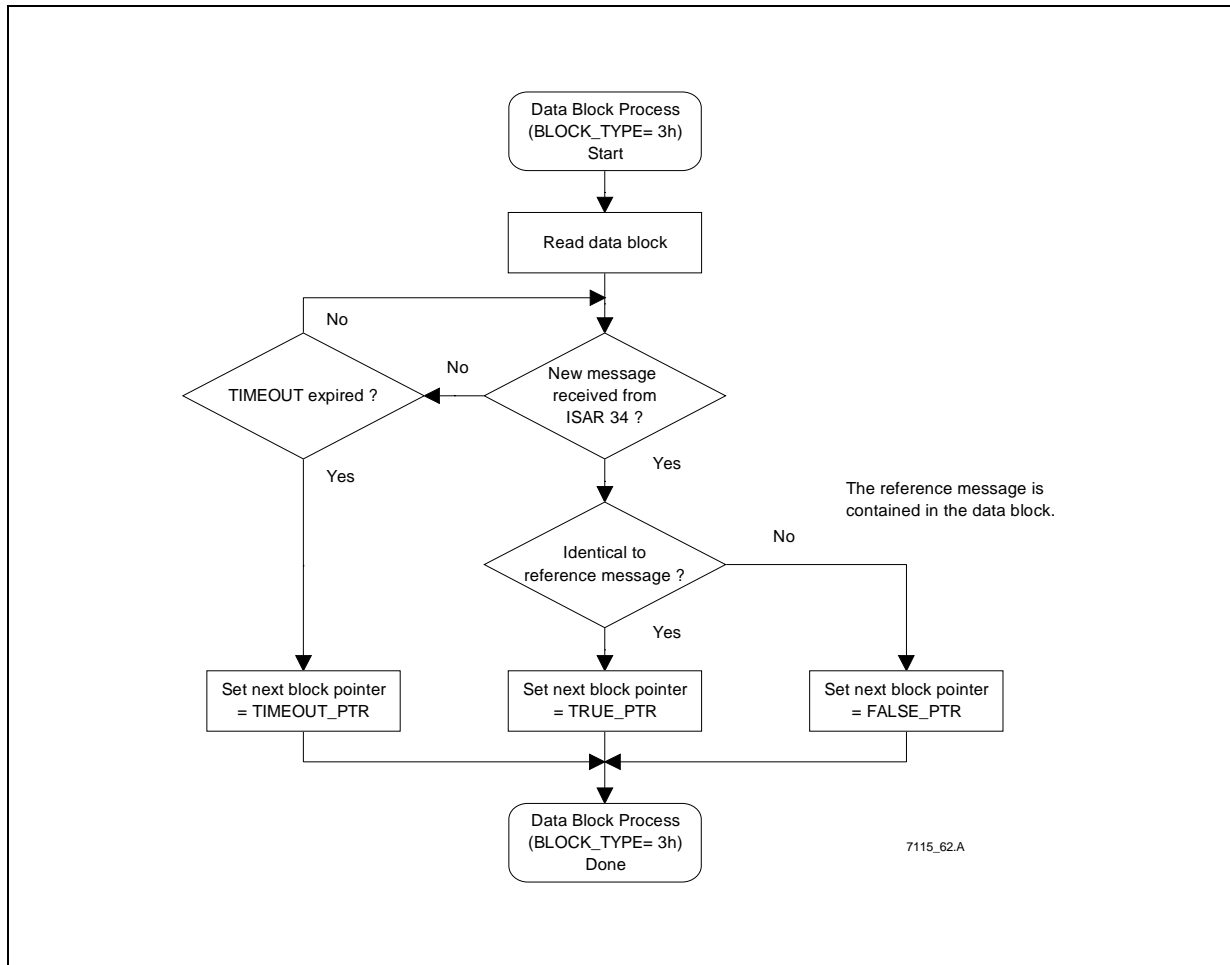 Data Block Process
(BLOCK_TYPE= 3h)
Start
Read data block
No
TIMEOUT expired ?
No
New message
received from
ISAR 34 ?
Yes
Yes
The reference message is
contained in the data block.
No
Identical to
reference message ?
Yes
Set next block pointer
= TIMEOUT_PTR
Set next block pointer
= TRUE_PTR
Set next block pointer
= FALSE_PTR
Data Block Process
(BLOCK_TYPE= 3h)
Done
7115_62.A